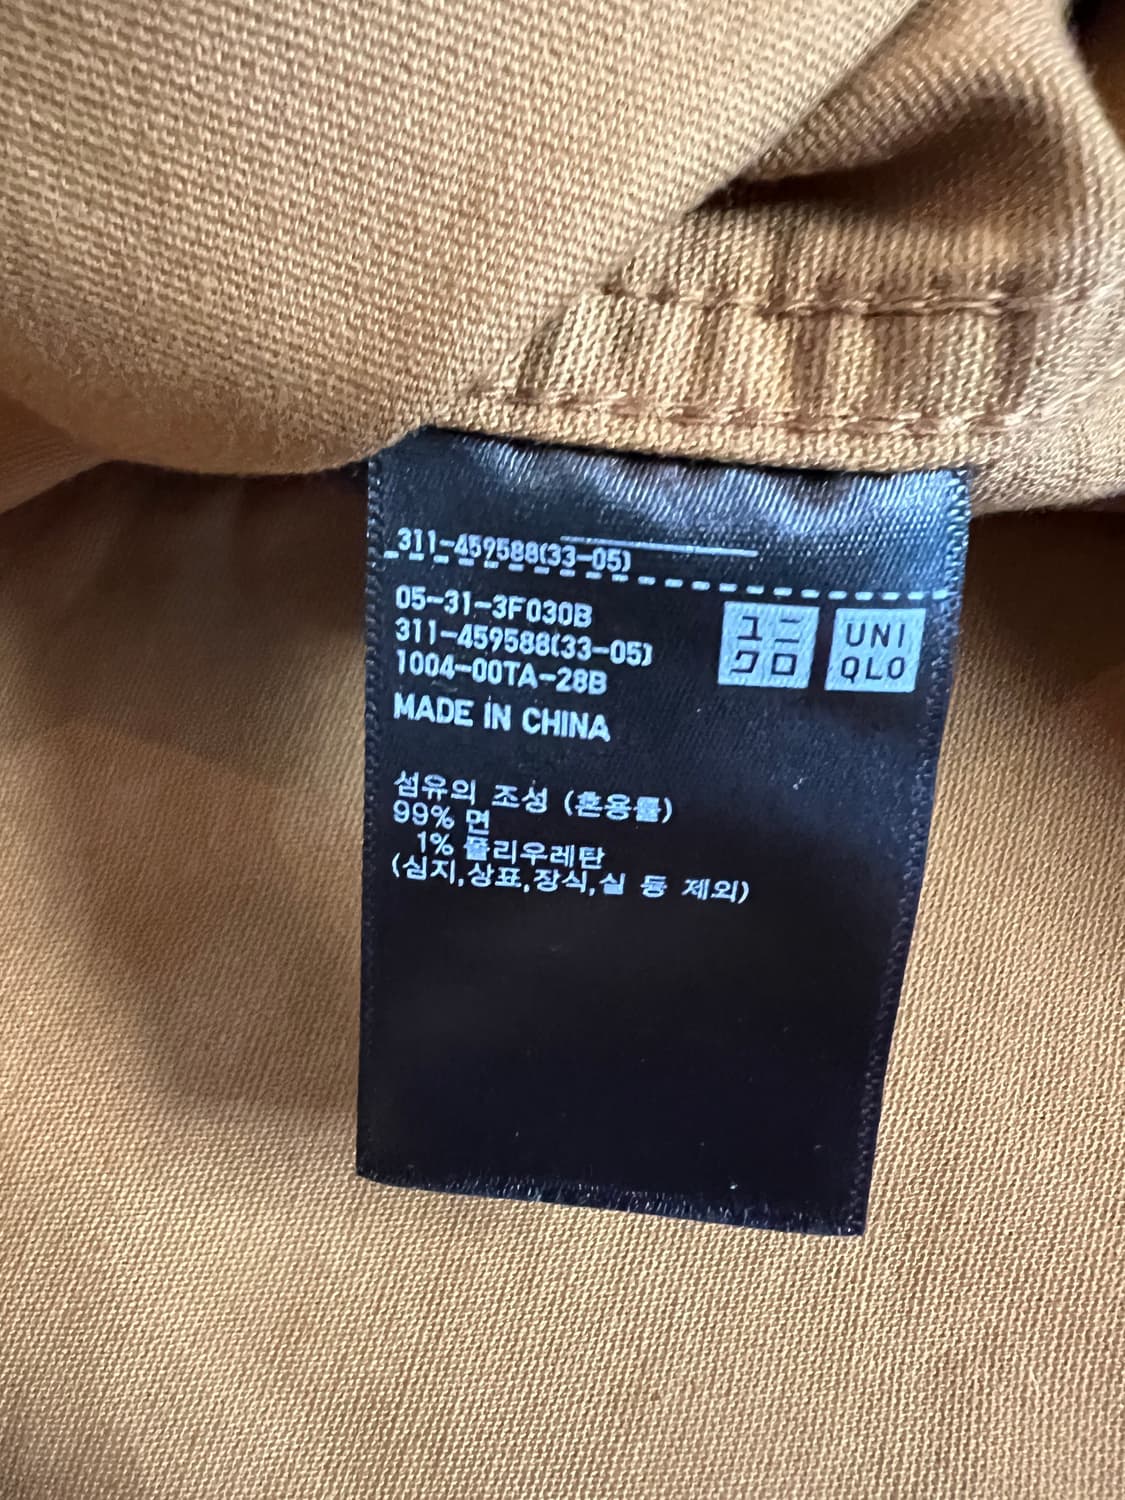 311-459588(33-05)
05-31-3F030B
311-459588(33-05)
1004-00TA-28B
MADE IN CHINA
ユニ
クロ
UNI
QLO
섬유의 조성 (혼용률)
99% 면
1% 폴리우레탄
(심지,상표,장식,실 등 제외)